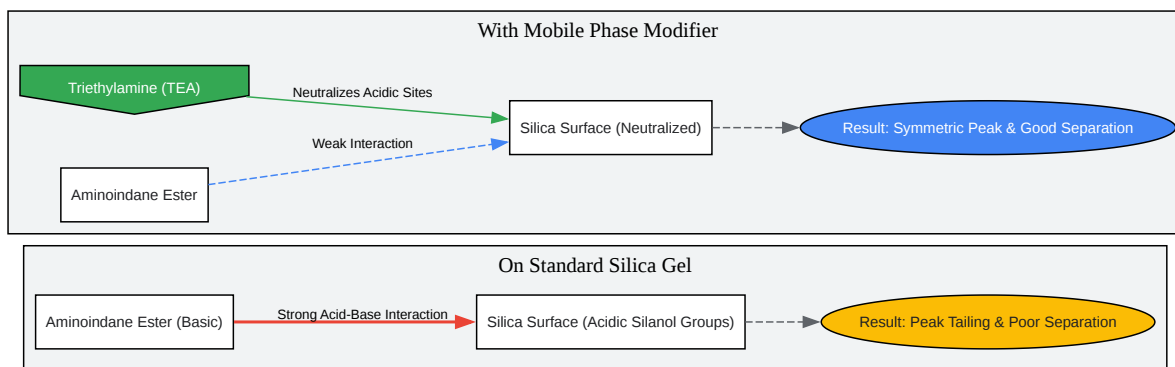 With Mobile Phase Modifier
Triethylamine (TEA)
Neutralizes Acidic Sites
Silica Surface (Neutralized)
Result: Symmetric Peak & Good Separation
Weak Interaction
Aminoindane Ester
On Standard Silica Gel
Aminoindane Ester (Basic)
Strong Acid-Base Interaction
Silica Surface (Acidic Silanol Groups)
Result: Peak Tailing & Poor Separation